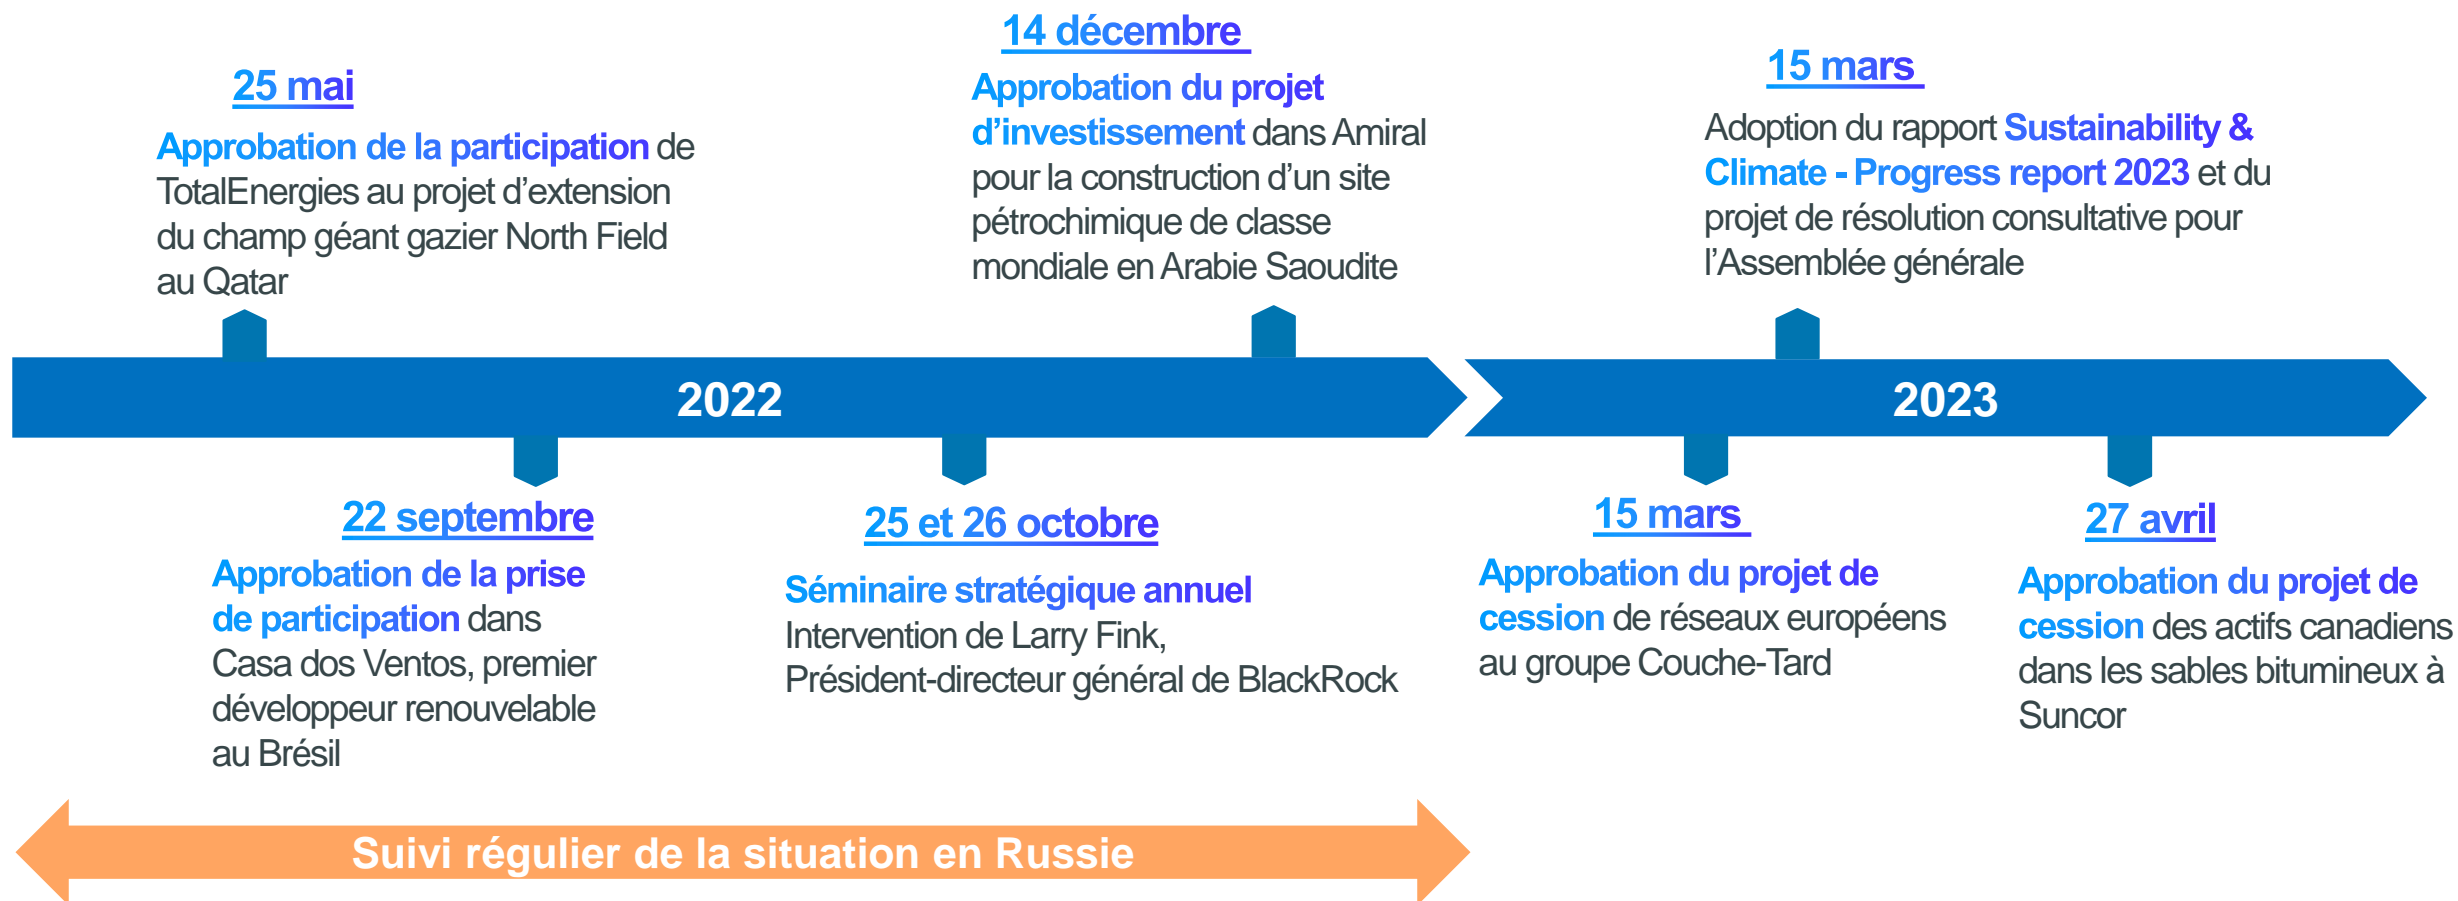 25 mai
Approbation de la participation de
TotalEnergies au projet d’extension
du champ géant gazier North Field
au Qatar
14 décembre
Approbation du projet
d’investissement dans Amiral
pour la construction d’un site
pétrochimique de classe
mondiale en Arabie Saoudite
15 mars
Adoption du rapport Sustainability &
Climate - Progress report 2023 et du
projet de résolution consultative pour
l’Assemblée générale
2022
2023
22 septembre
Approbation de la prise
de participation dans
Casa dos Ventos, premier
développeur renouvelable
au Brésil
25 et 26 octobre
Séminaire stratégique annuel
Intervention de Larry Fink,
Président-directeur général de BlackRock
15 mars
Approbation du projet de
cession de réseaux européens
au groupe Couche-Tard
27 avril
Approbation du projet de
cession des actifs canadiens
dans les sables bitumineux à
Suncor
Suivi régulier de la situation en Russie